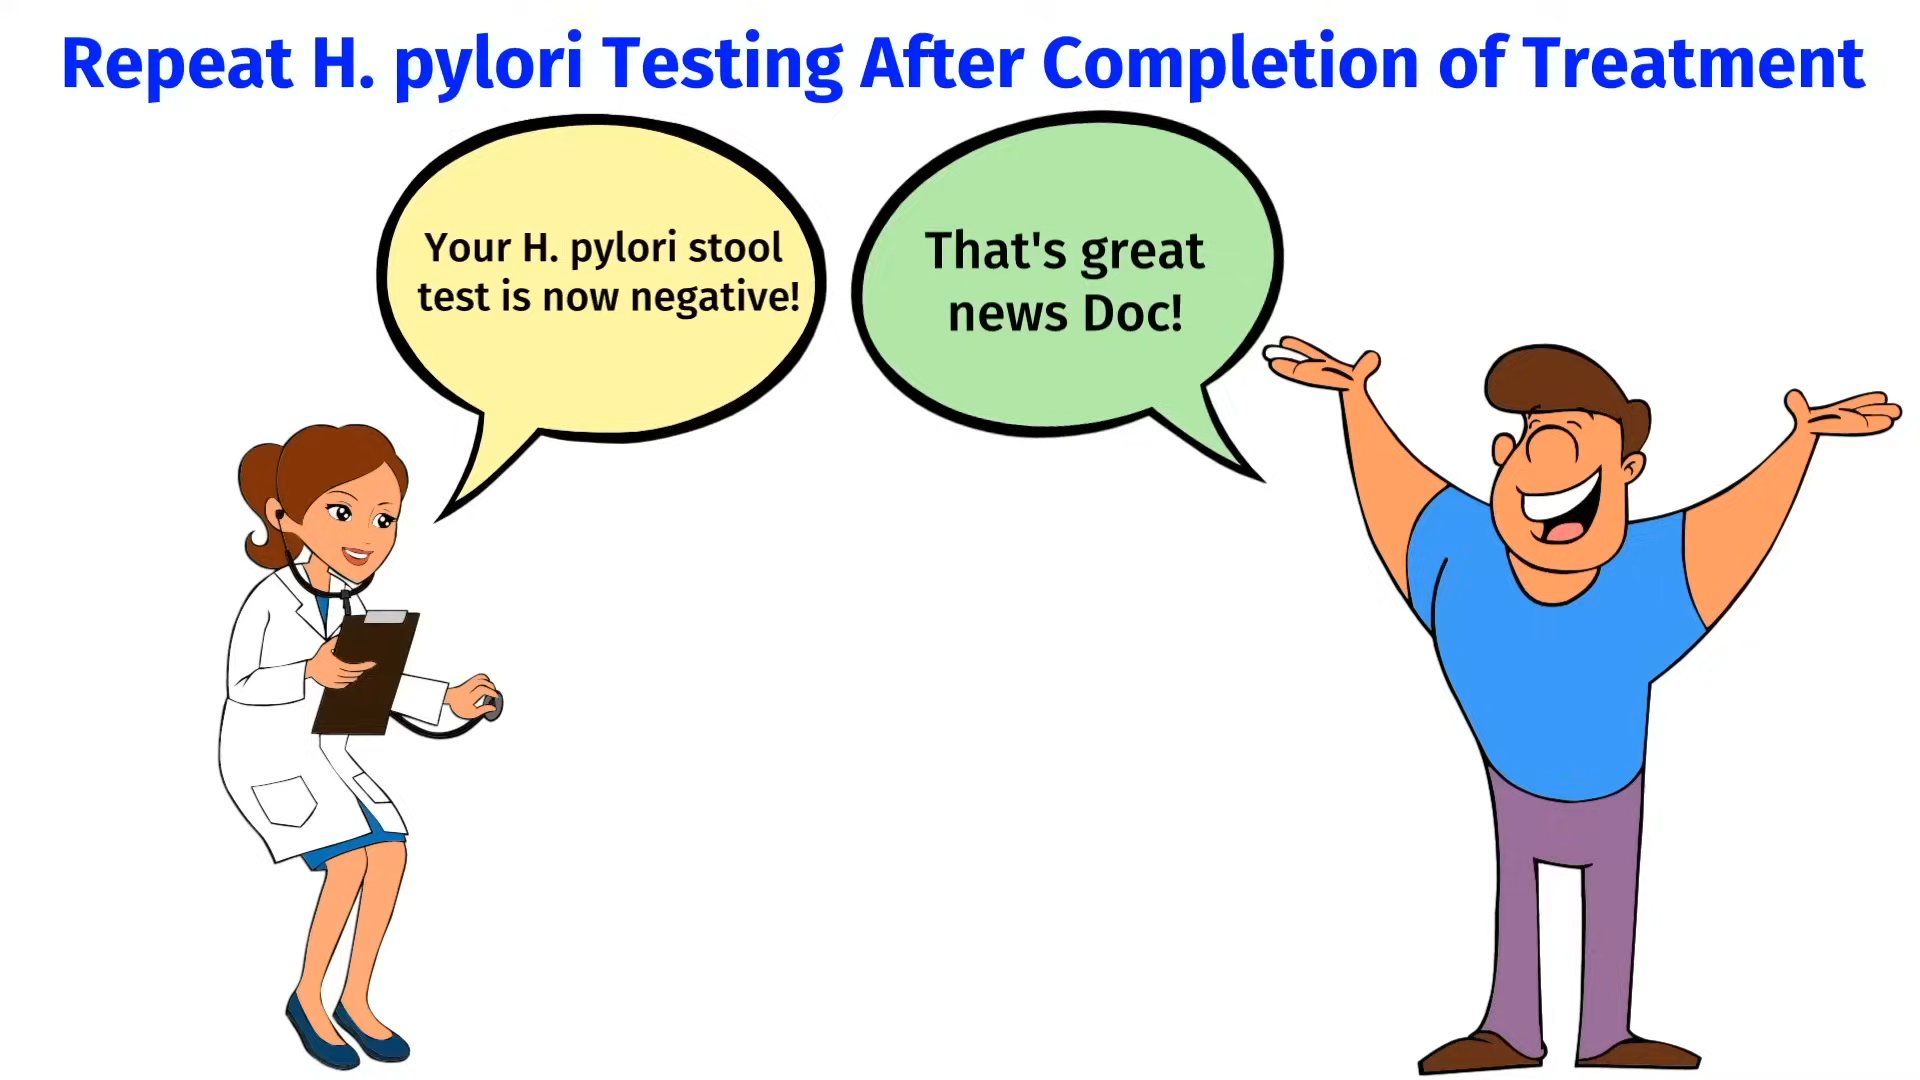 Repeat H. pylori Testing After Completion of Treatment
Your H. pylori stool
test is now negative!
That's great
news Doc!